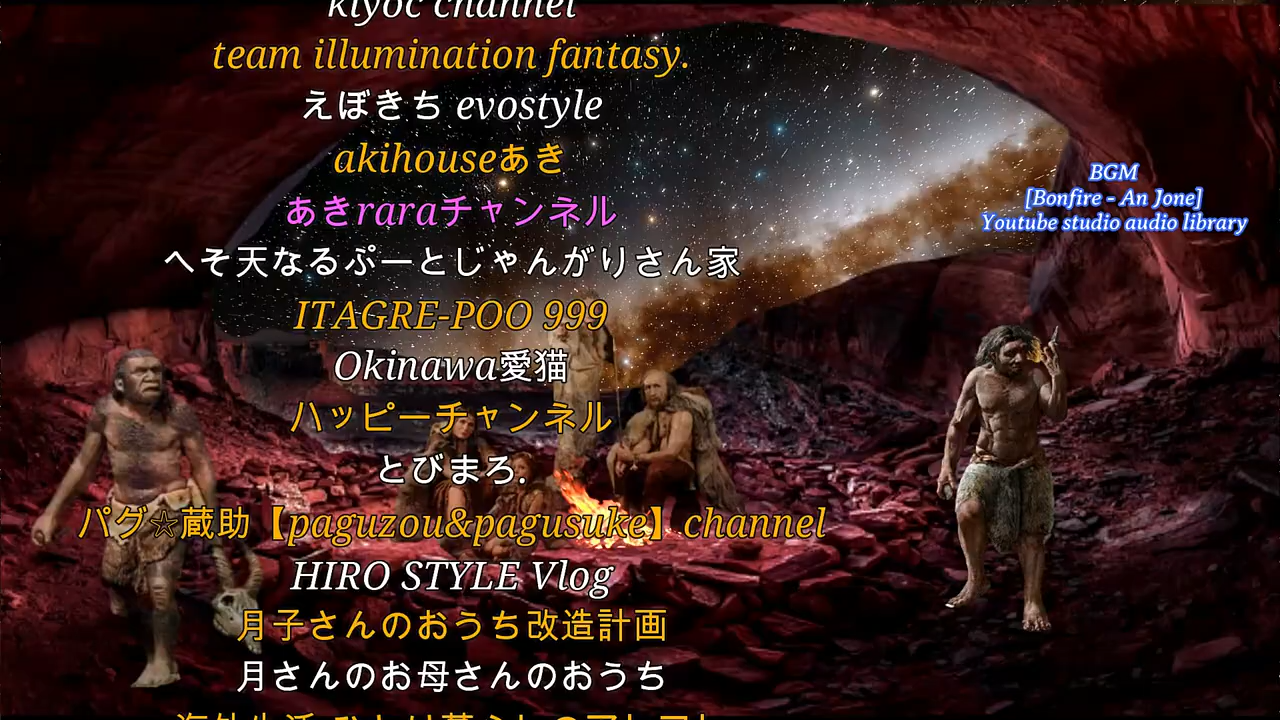 kiyoc channel
team illumination fantasy.
えぼきち evostyle
akihouseあき
あきraraチャンネル
へそ天なるぷーとじゃんがりさん家
ITAGRE-POO 999
Okinawa愛猫
ハッピーチャンネル
とびまろ.
パグ☆蔵助【paguzou&pagusuke】channel
HIRO STYLE Vlog
月子さんのおうち改造計画
月さんのお母さんのおうち
BGM
[Bonfire - An Jone]
Youtube studio audio library